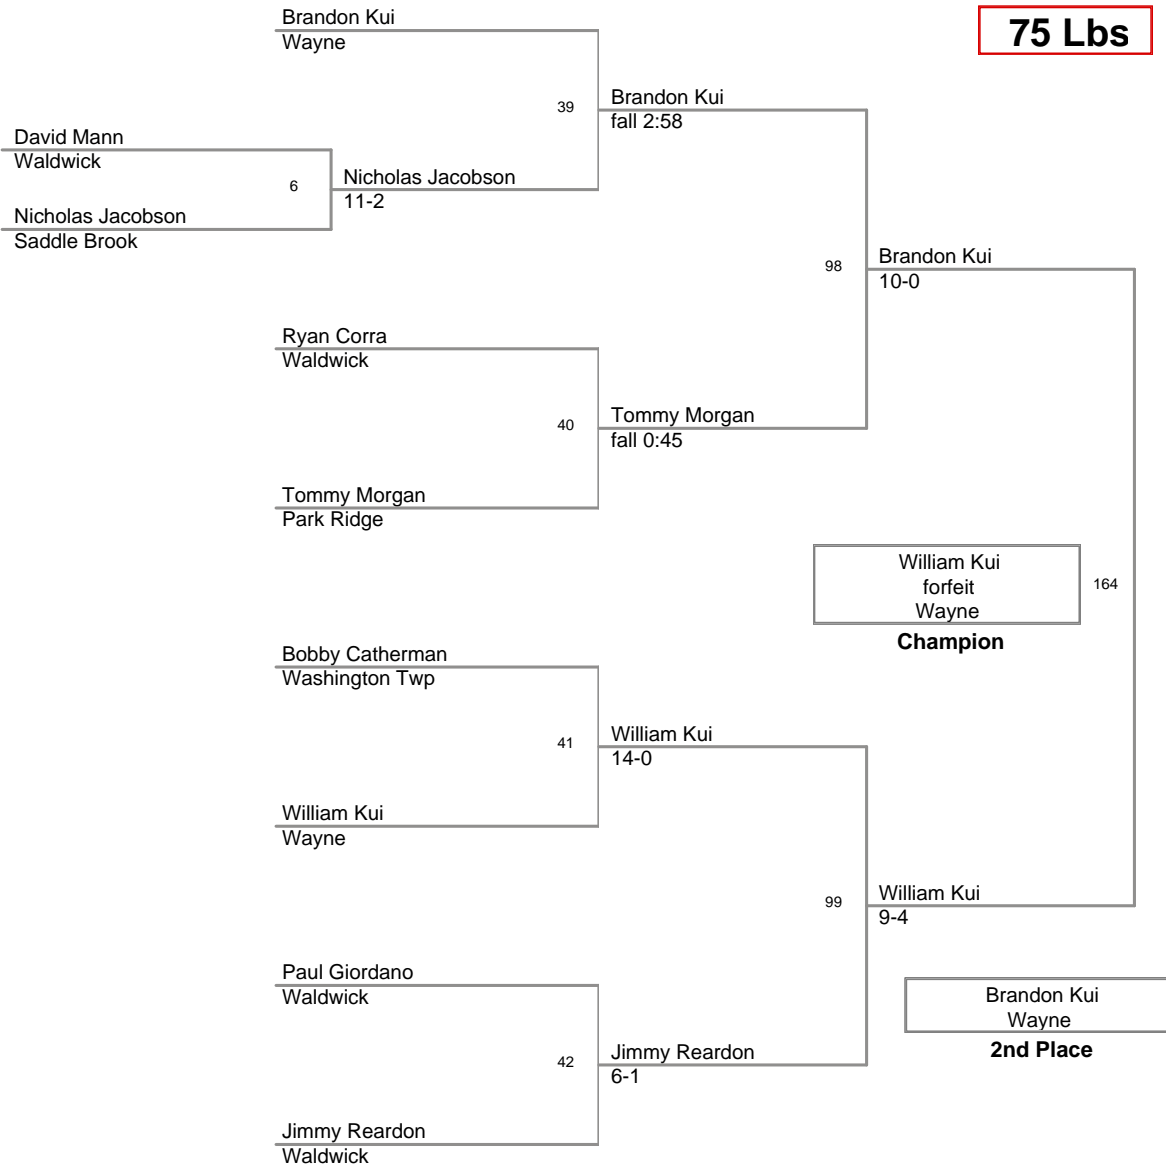 Brandon Kui
Wayne
75 Lbs
39
Brandon Kui
fall 2:58
David Mann
Waldwick
6
Nicholas Jacobson
11-2
Nicholas Jacobson
Saddle Brook
98
Brandon Kui
10-0
Ryan Corra
Waldwick
40
Tommy Morgan
fall 0:45
Tommy Morgan
Park Ridge
William Kui
forfeit
Wayne
164
Champion
Bobby Catherman
Washington Twp
41
William Kui
14-0
William Kui
Wayne
99
William Kui
9-4
Paul Giordano
Waldwick
Brandon Kui
Wayne
2nd Place
42
Jimmy Reardon
6-1
Jimmy Reardon
Waldwick